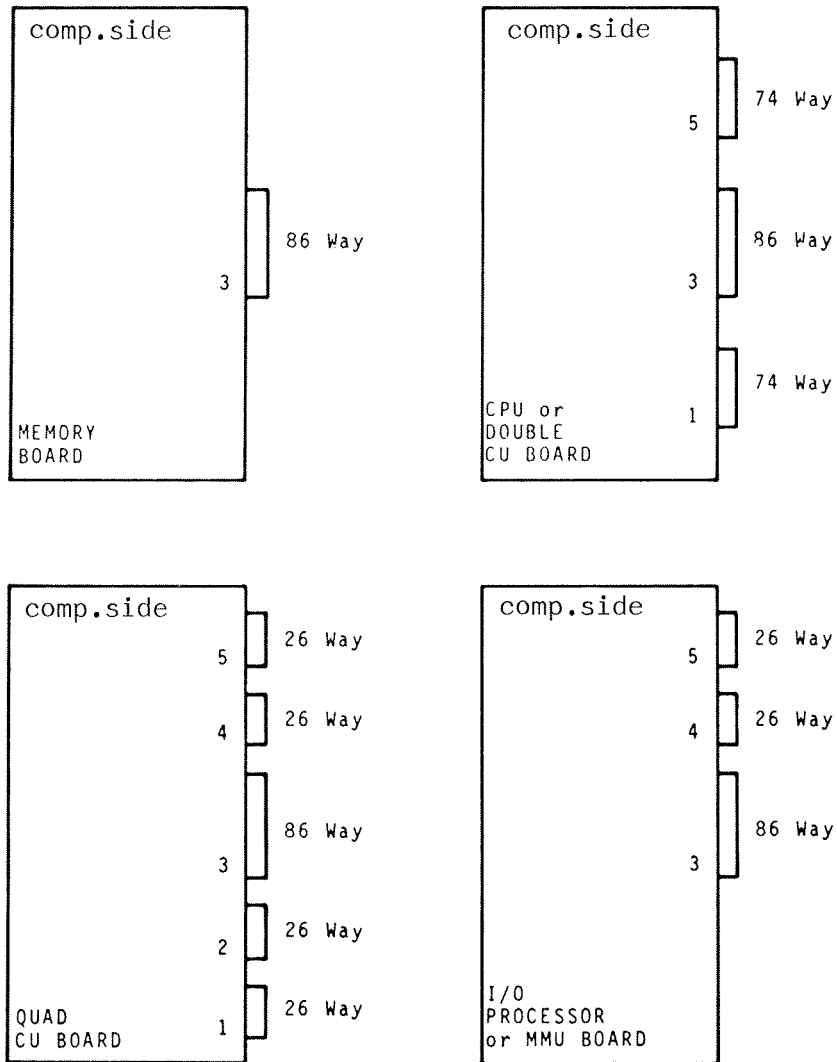 comp.side
86 Way
3
MEMORY
BOARD
comp.side
74 Way
5
86 Way
3
74 Way
1
CPU or
DOUBLE
CU BOARD
comp.side
26 Way
5
26 Way
4
86 Way
3
26 Way
2
26 Way
1
QUAD
CU BOARD
comp.side
26 Way
5
26 Way
4
86 Way
3
I/O
PROCESSOR
or MMU BOARD